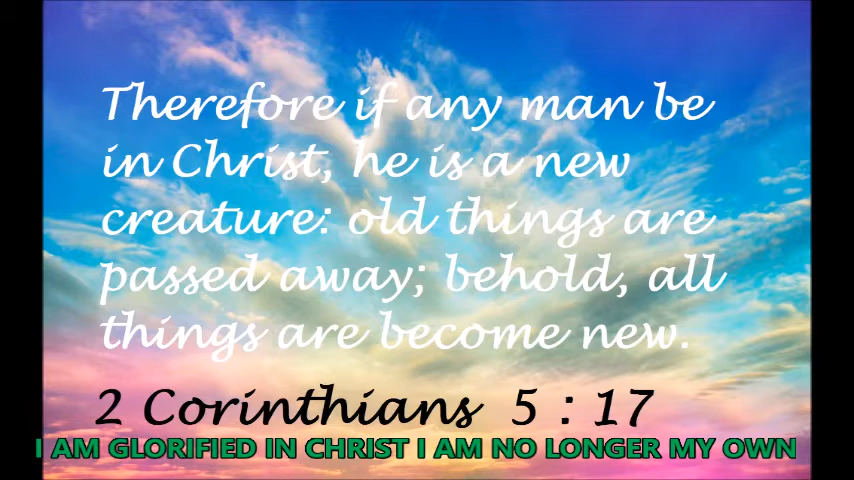 Therefore if any man be
in Christ, he is a new
creature: old things are
passed away; behold, all
things are become new.
2 Corinthians 5 : 17
I AM GLORIFIED IN CHRIST I AM NO LONGER MY OWN